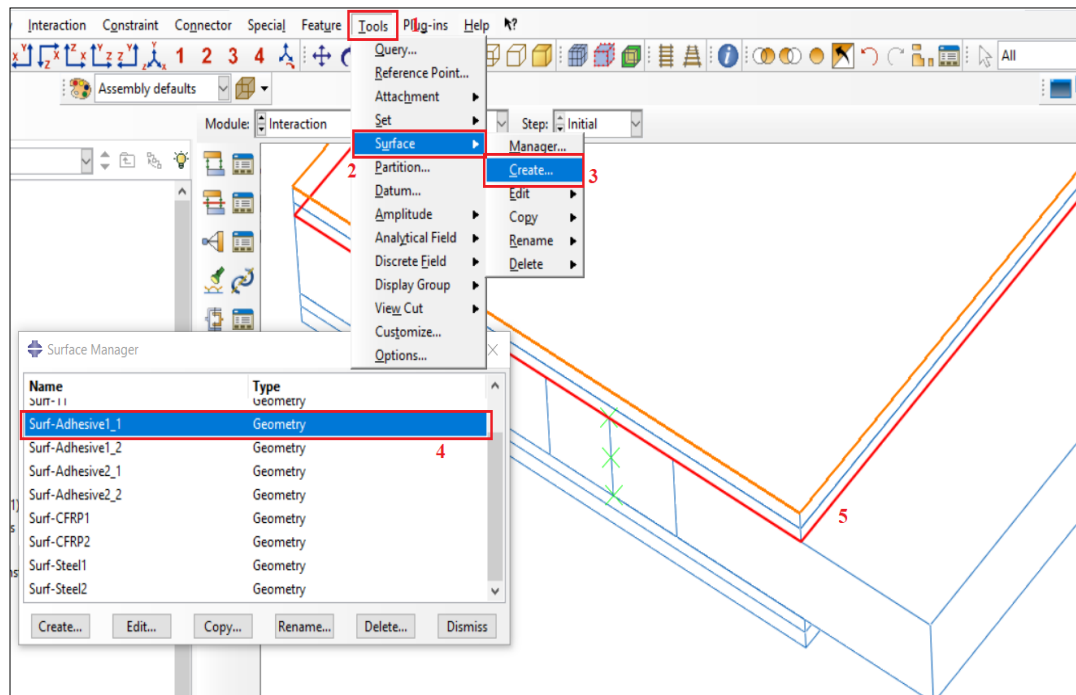 Interaction Constraint Connector Special Feature Tools Plug-ins Help
1
1 2 3 4
All
Assembly defaults
Module: Interaction Step: Initial
Query...
Reference Point...
Attachment
Set
Surface
2
Partition...
Datum...
Amplitude
Analytical Field
Discrete Field
Display Group
View Cut
Customize...
Options...
Manager...
Create...
3
Edit
Copy
Rename
Delete
Surface Manager
Name Type
Surf-11 Geometry
Surf-Adhesive1_1 Geometry
4
Surf-Adhesive1_2 Geometry
Surf-Adhesive2_1 Geometry
Surf-Adhesive2_2 Geometry
Surf-CFRP1 Geometry
Surf-CFRP2 Geometry
Surf-Steel1 Geometry
Surf-Steel2 Geometry
Create... Edit... Copy... Rename... Delete... Dismiss
5